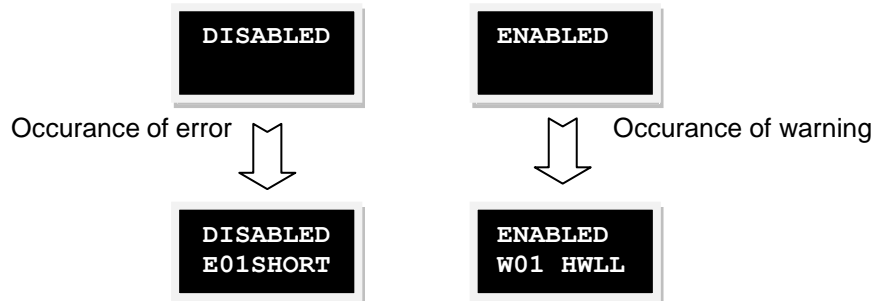 DISABLED
ENABLED
Occurance of error
Occurance of warning
DISABLED
E01SHORT
ENABLED
W01 HWLL